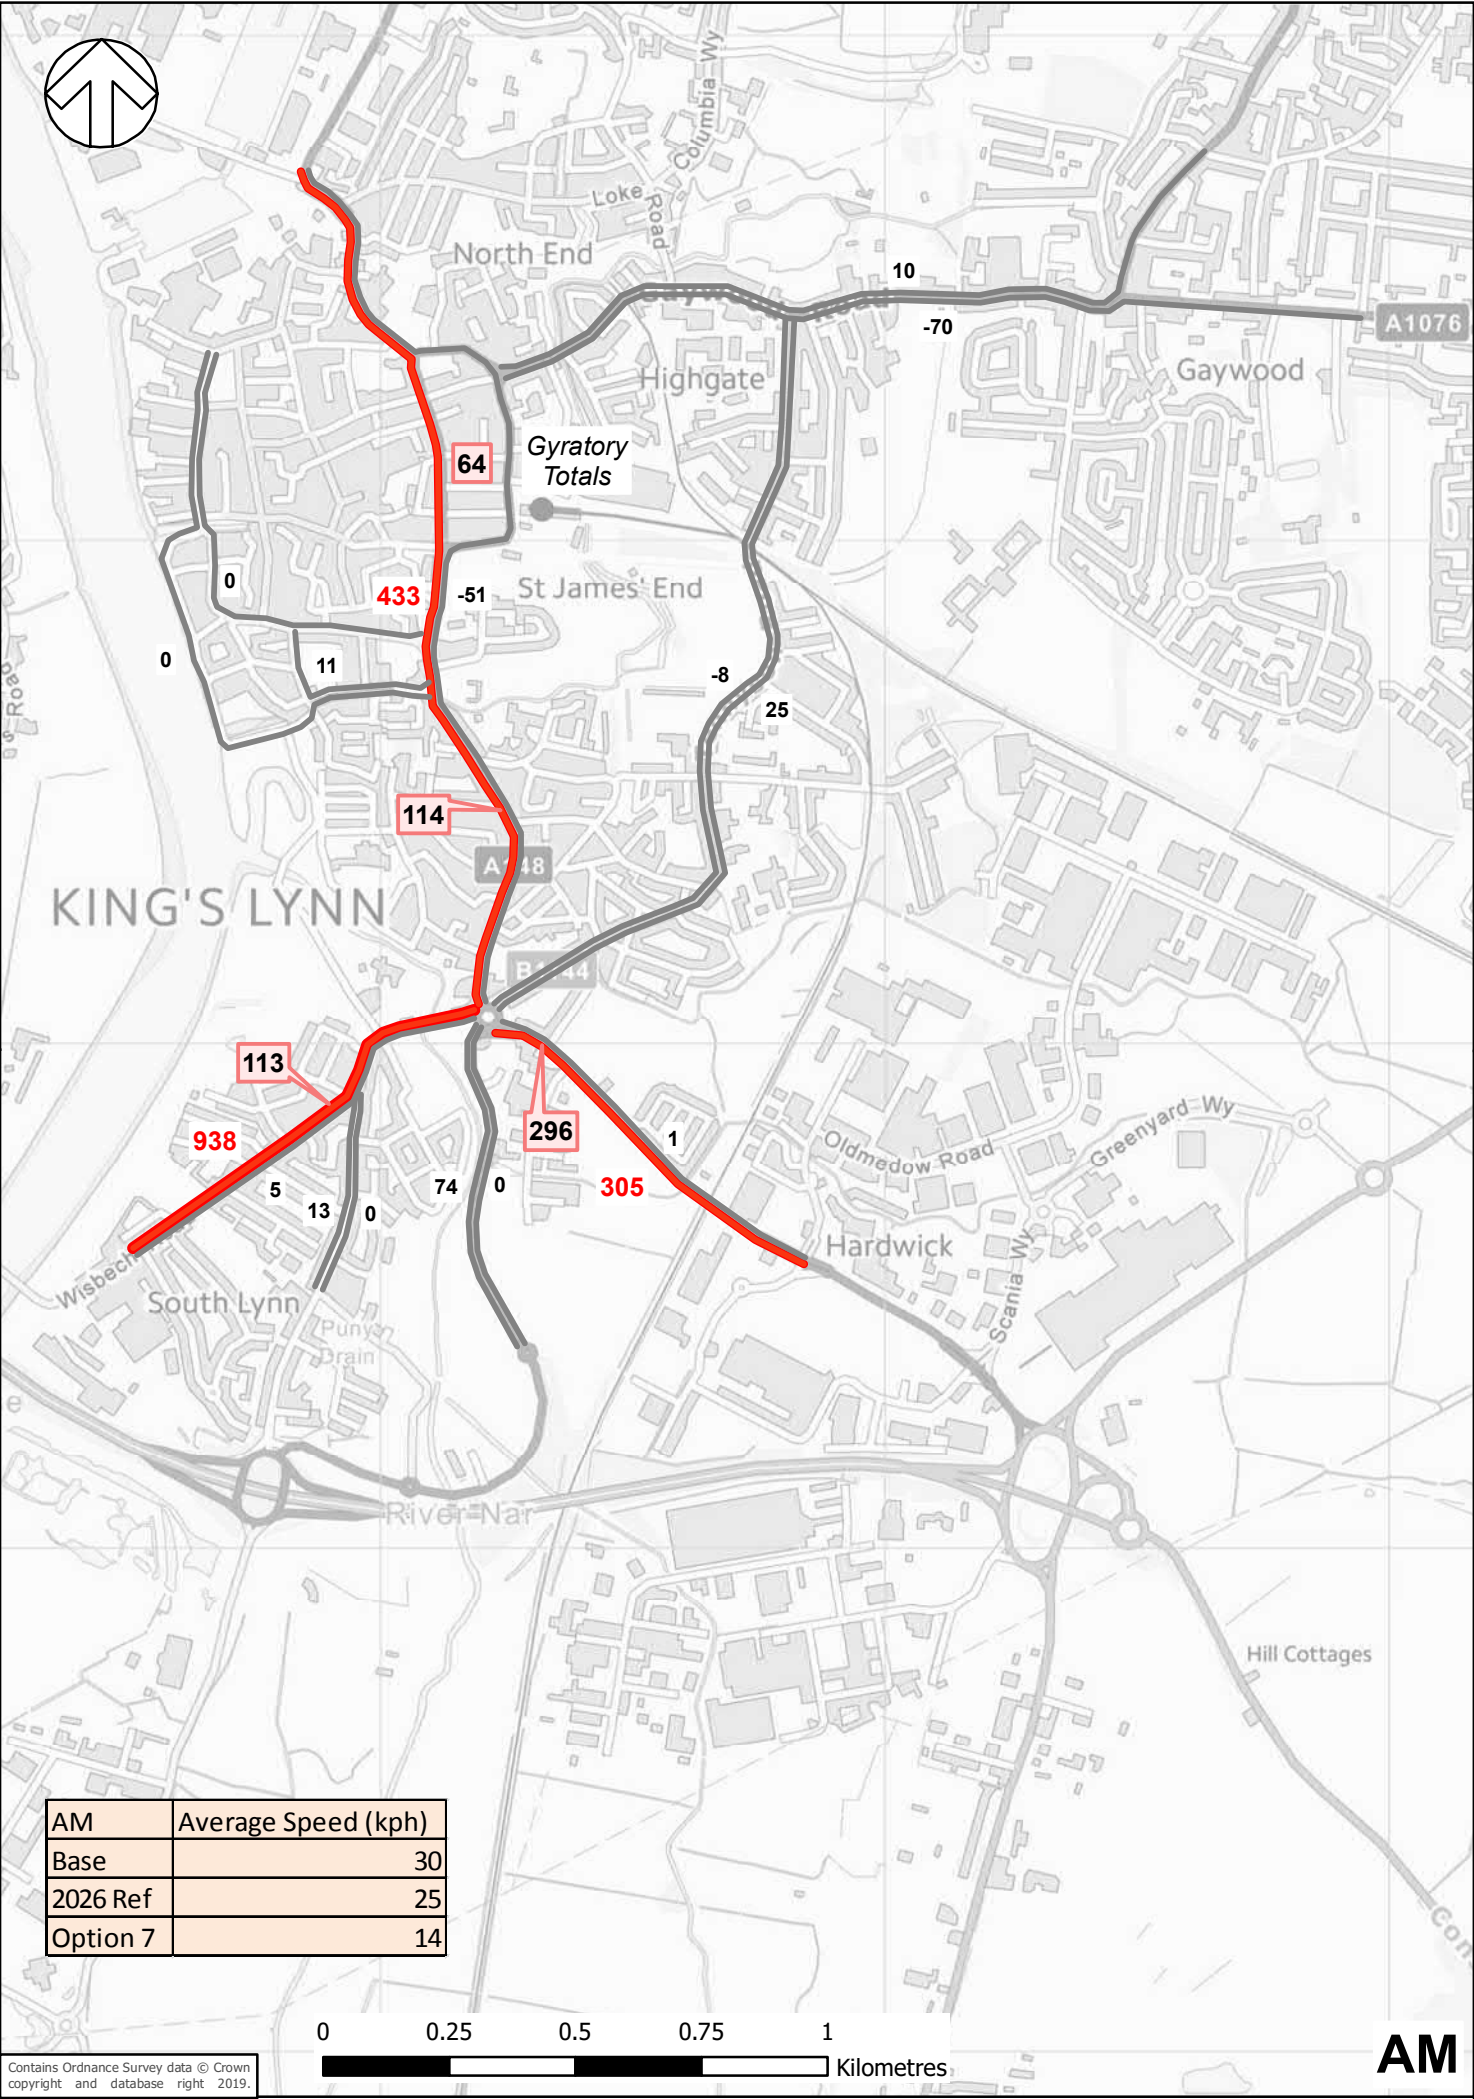 Columbia Wy
Loke Road
North End
10
-70
A1076
Gaywood
Highgate
Gyratory
Totals
64
0
433
-51
St James' End
0
11
-8
25
114
A148
KING'S LYNN
B1144
113
296
938
1
Oldmedow Road
Greenyard Wy
5
13
0
74
0
305
Hardwick
Wisbech
South Lynn
Scania Wy
Puny
Drain
River Nar
Hill Cottages
AM Average Speed (kph)
Base 30
2026 Ref 25
Option 7 14
0 0.25 0.5 0.75 1
Kilometres
AM
Contains Ordnance Survey data © Crown
copyright and database right 2019.